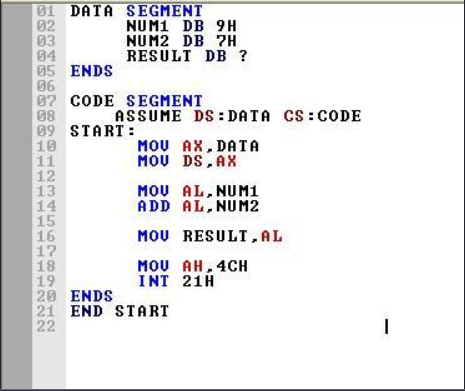 01 DATA SEGMENT
02 NUM1 DB 9H
03 NUM2 DB 7H
04 RESULT DB ?
05 ENDS
06
07 CODE SEGMENT
08 ASSUME DS:DATA CS:CODE
09 START:
10 MOV AX,DATA
11 MOV DS,AX
12
13 MOV AL,NUM1
14 ADD AL,NUM2
15
16 MOV RESULT,AL
17
18 MOV AH,4CH
19 INT 21H
20 ENDS
21 END START
22